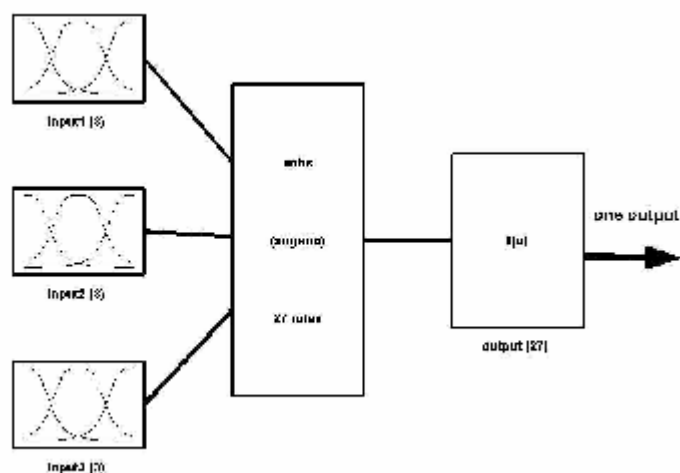 input1 (3)
input2 (3)
input3 (3)
anfis
(sugeno)
27 rules
f(u)
output (27)
one output